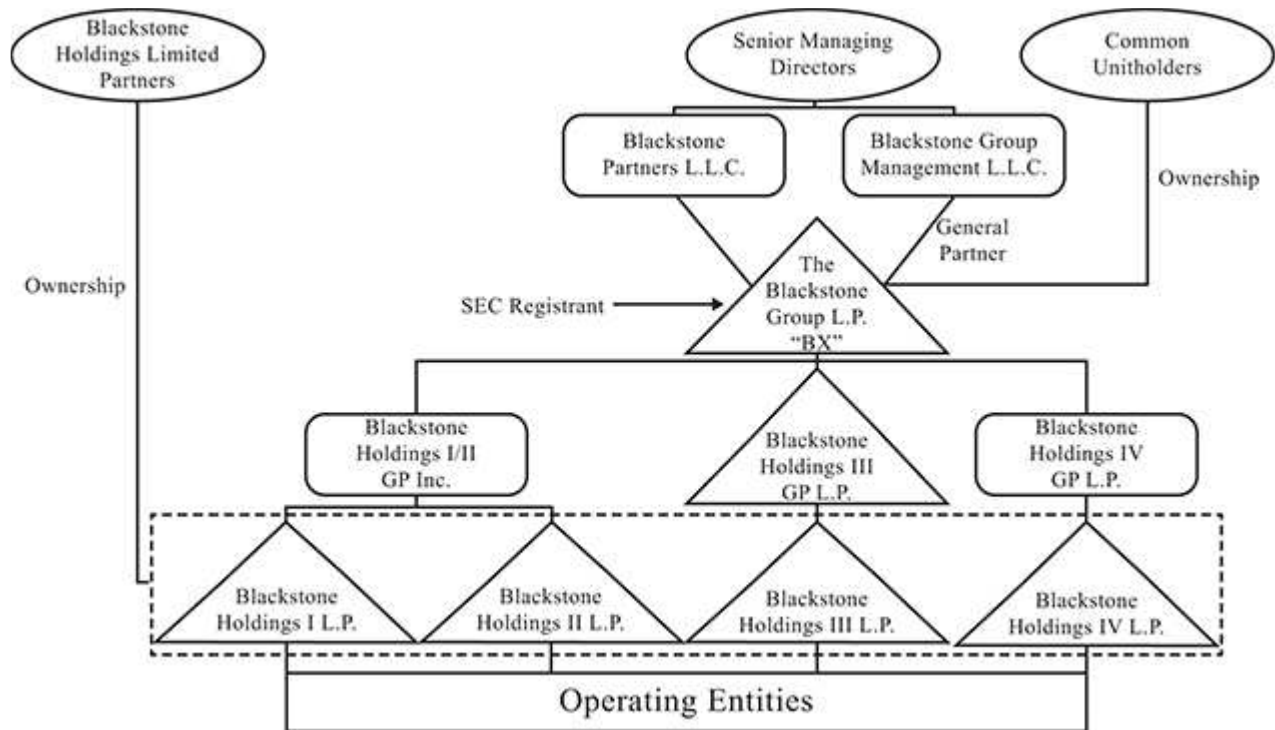 Blackstone
Holdings Limited
Partners
Senior Managing
Directors
Common
Unitholders
Blackstone
Partners L.L.C.
Blackstone Group
Management L.L.C.
Ownership
General
Partner
Ownership
SEC Registrant
The
Blackstone
Group L.P.
“BX”
Blackstone
Holdings I/II
GP Inc.
Blackstone
Holdings III
GP L.P.
Blackstone
Holdings IV
GP L.P.
Blackstone
Holdings I L.P.
Blackstone
Holdings II L.P.
Blackstone
Holdings III L.P.
Blackstone
Holdings IV L.P.
Operating Entities